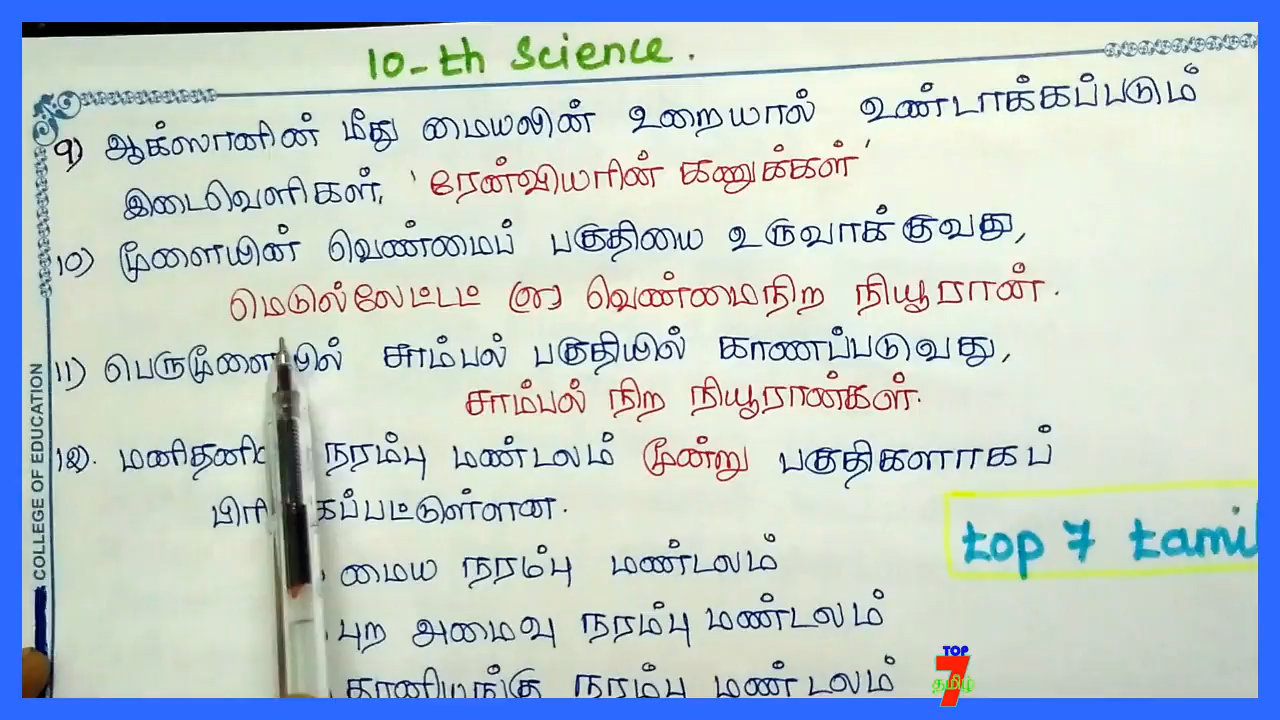 10-th Science.
9) ஆக்ஸானின் மீது மையலின் உறையால் உண்டாக்கப்படும்
இடைவெளிகள், 'ரேன்வியரின் கணுக்கள்'
10) மூளையின் வெண்மைப் பகுதியை உருவாக்குவது,
மெடுல்லேட்டட் (அ) வெண்மைநிற நியூரான்.
11) பெருமூளையில் சாம்பல் பகுதியில் காணப்படுவது,
சாம்பல் நிற நியூரான்கள்.
12). நரம்பு மண்டலம் மூன்று பகுதிகளாகப்
கப்பட்டுள்ளன.
மைய நரம்பு மண்டலம்
புற அமைவு நரம்பு மண்டலம்
தானியங்கு நரம்பு மண்டலம்
COLLEGE OF EDUCATION
top 7 tamil
TOP
7
தமிழ்